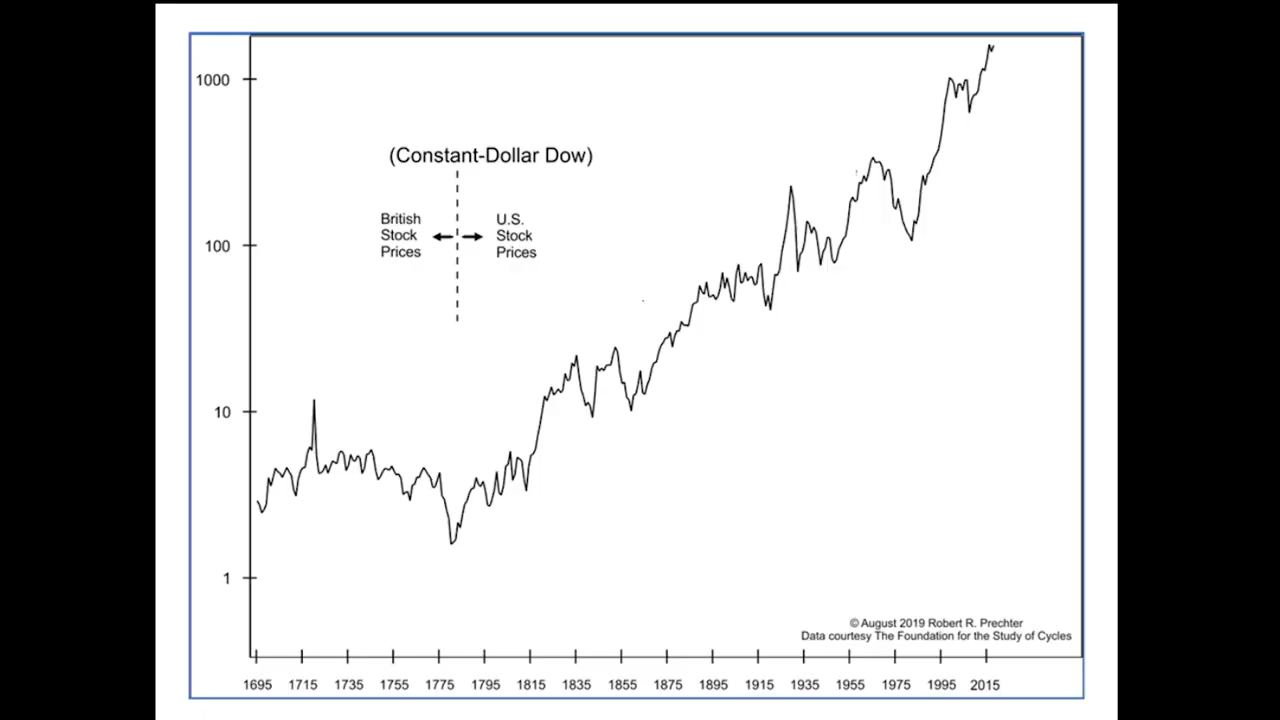 1000
(Constant-Dollar Dow)
British
Stock
Prices
U.S.
Stock
Prices
100
10
1
© August 2019 Robert R. Prechter
Data courtesy The Foundation for the Study of Cycles
1695 1715 1735 1755 1775 1795 1815 1835 1855 1875 1895 1915 1935 1955 1975 1995 2015